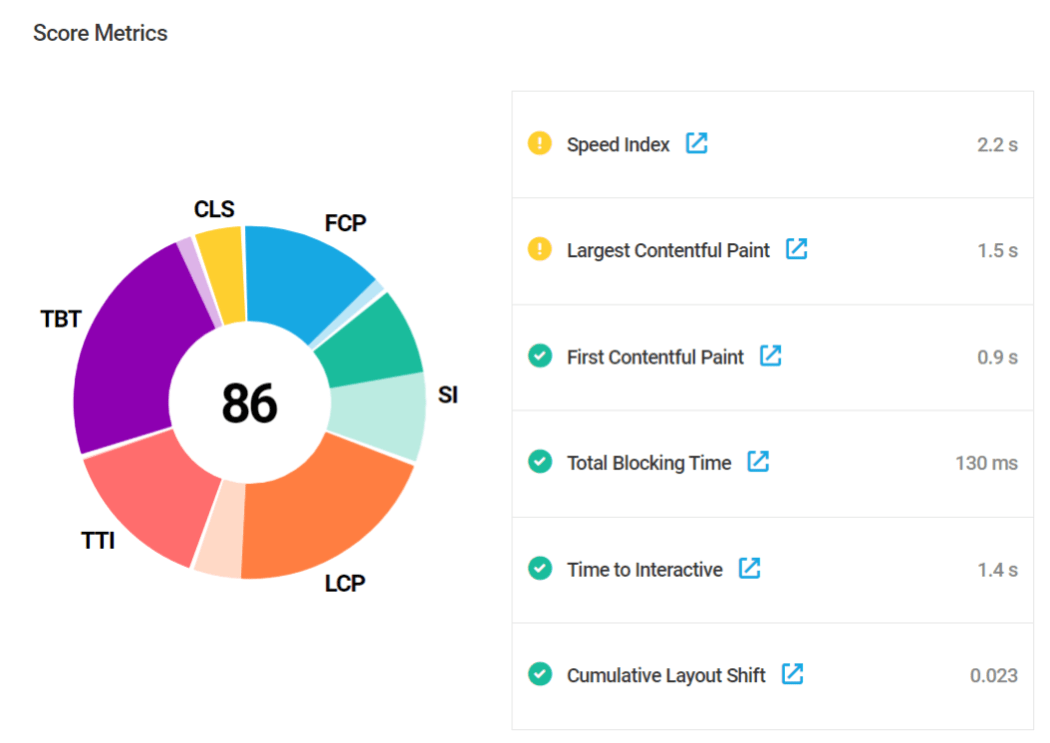 Score Metrics
CLS
FCP
TBT
86
SI
TTI
LCP
Speed Index 2.2 s
Largest Contentful Paint 1.5 s
First Contentful Paint 0.9 s
Total Blocking Time 130 ms
Time to Interactive 1.4 s
Cumulative Layout Shift 0.023